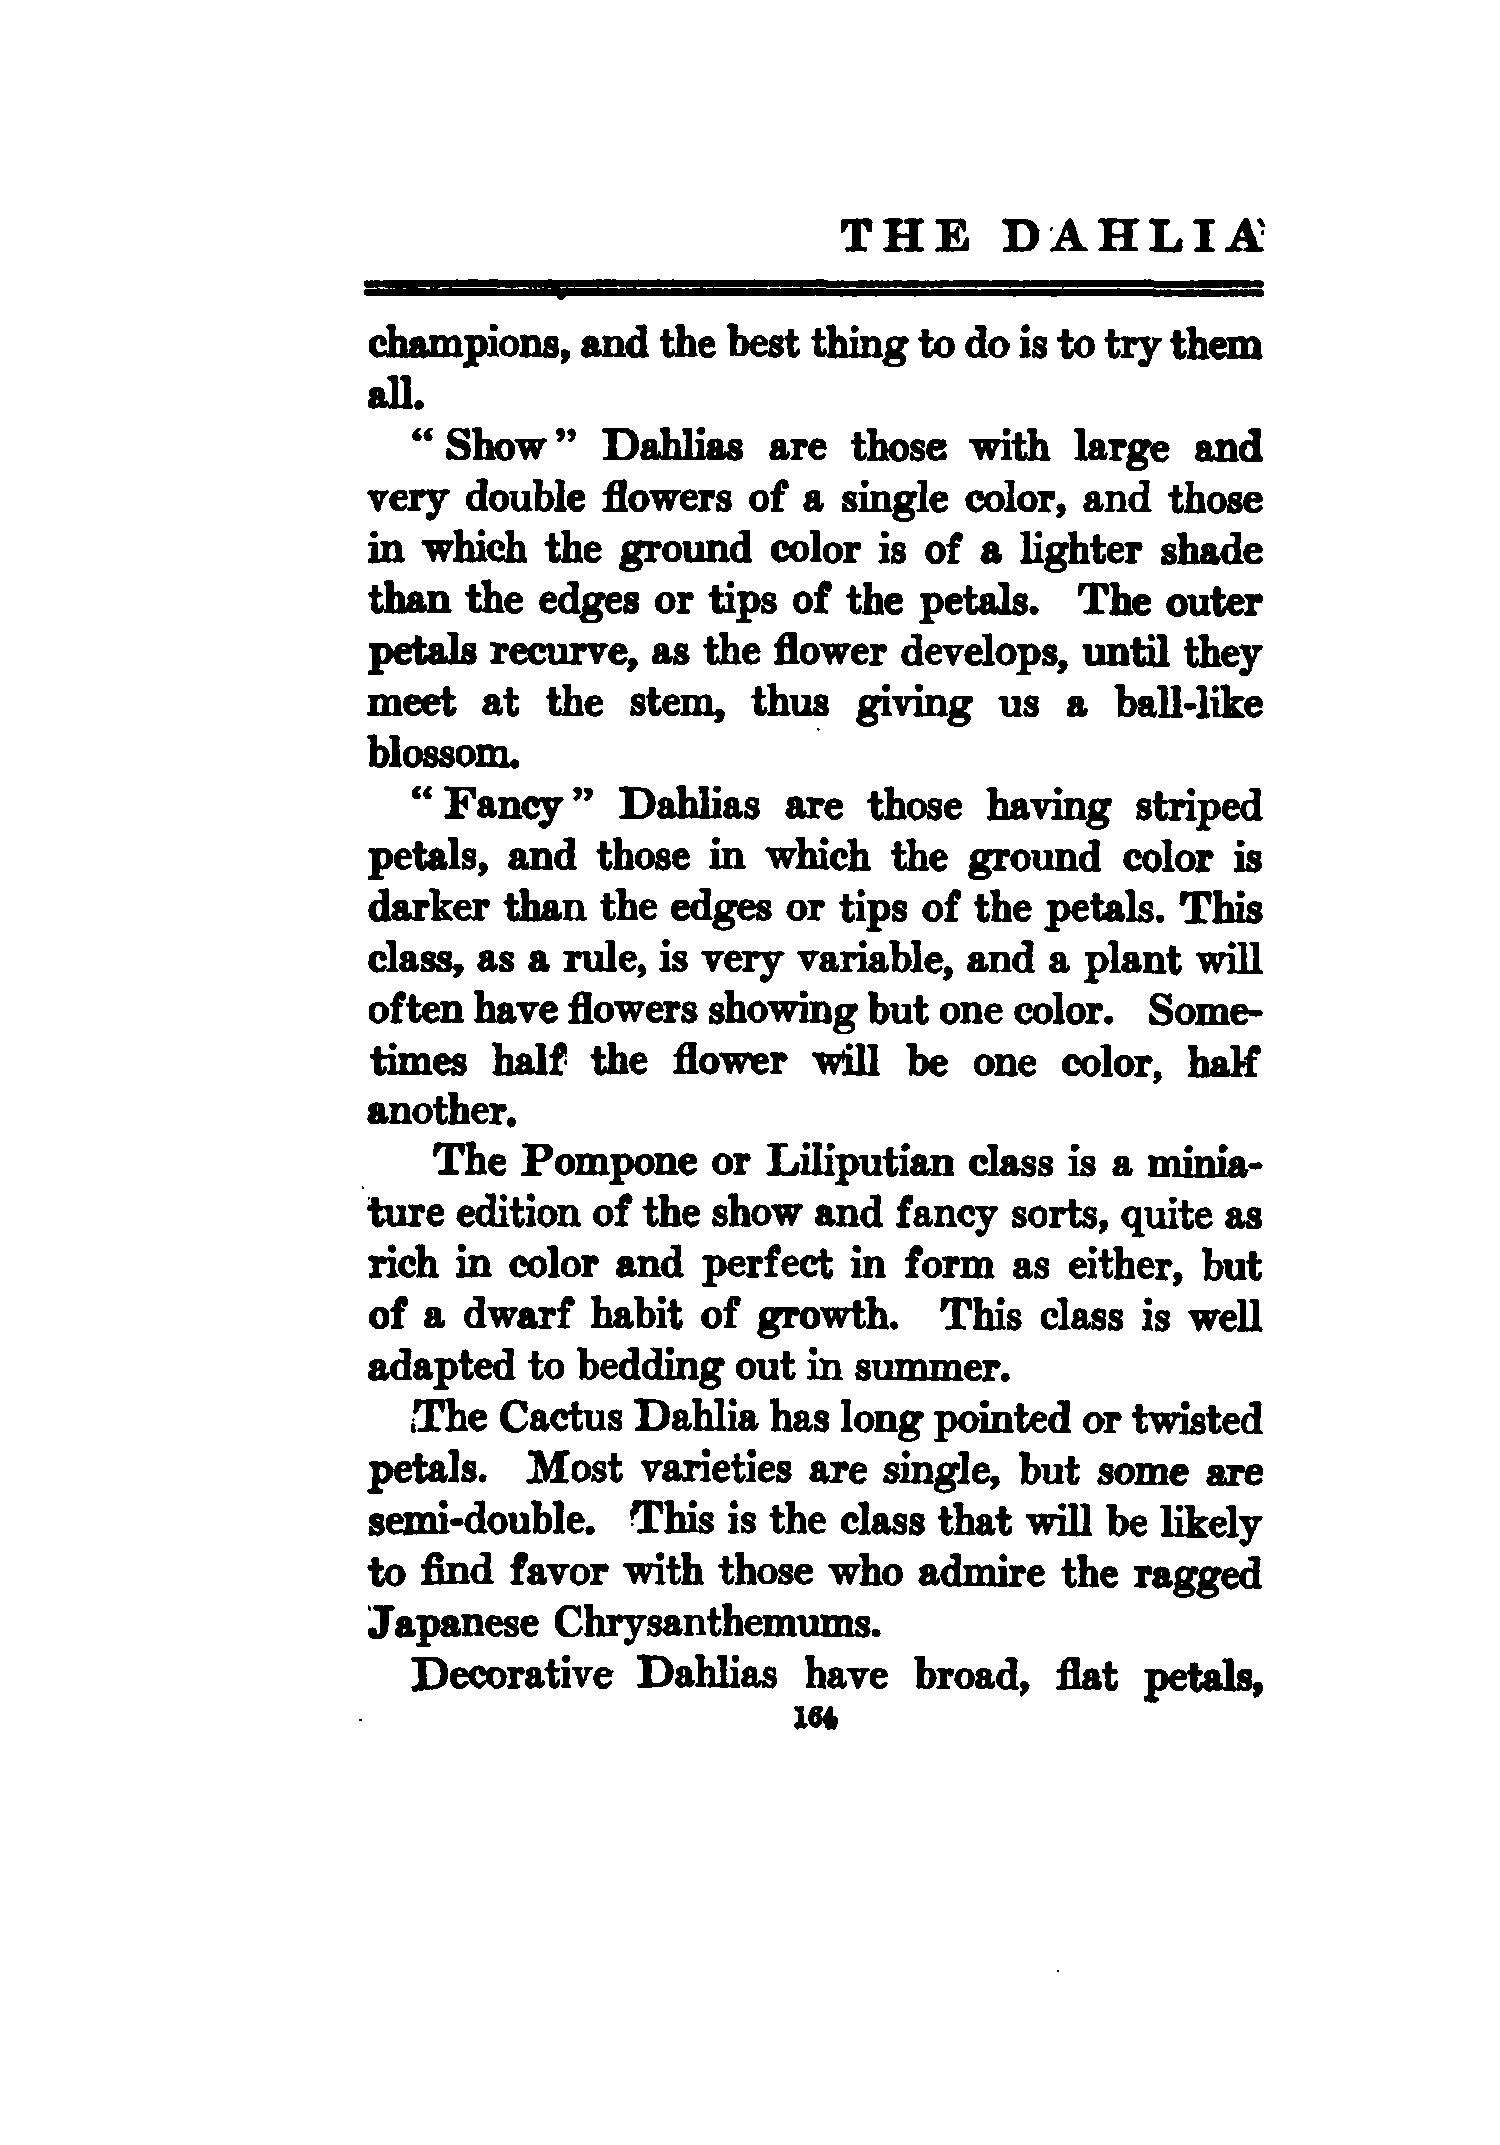 THE DAHLIA
champions, and the best thing to do is to try them
all.
“Show” Dahlias are those with large and
very double flowers of a single color, and those
in which the ground color is of a lighter shade
than the edges or tips of the petals. The outer
petals recurve, as the flower develops, until they
meet at the stem, thus giving us a ball-like
blossom.
“Fancy” Dahlias are those having striped
petals, and those in which the ground color is
darker than the edges or tips of the petals. This
class, as a rule, is very variable, and a plant will
often have flowers showing but one color. Some-
times half the flower will be one color, half
another.
The Pompone or Liliputian class is a minia-
ture edition of the show and fancy sorts, quite as
rich in color and perfect in form as either, but
of a dwarf habit of growth. This class is well
adapted to bedding out in summer.
The Cactus Dahlia has long pointed or twisted
petals. Most varieties are single, but some are
semi-double. This is the class that will be likely
to find favor with those who admire the ragged
Japanese Chrysanthemums.
Decorative Dahlias have broad, flat petals,
164